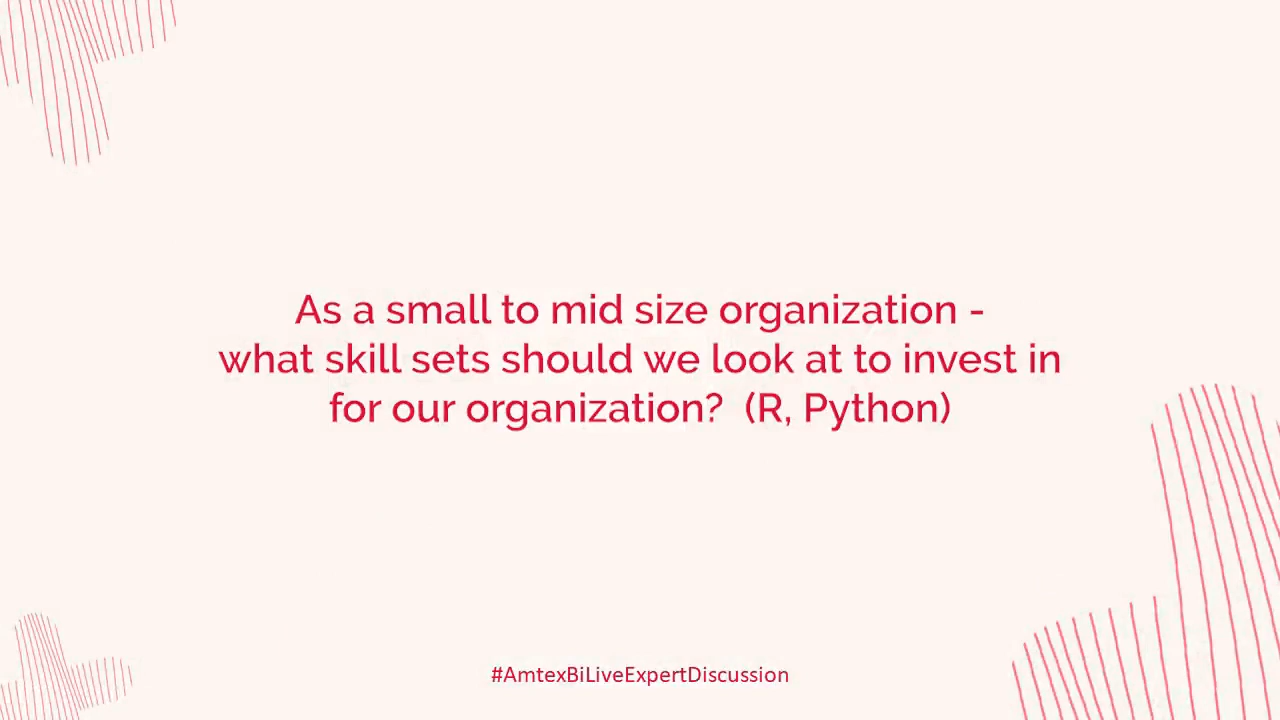 As a small to mid size organization -
what skill sets should we look at to invest in
for our organization?  (R, Python)
#AmtexBiLiveExpertDiscussion